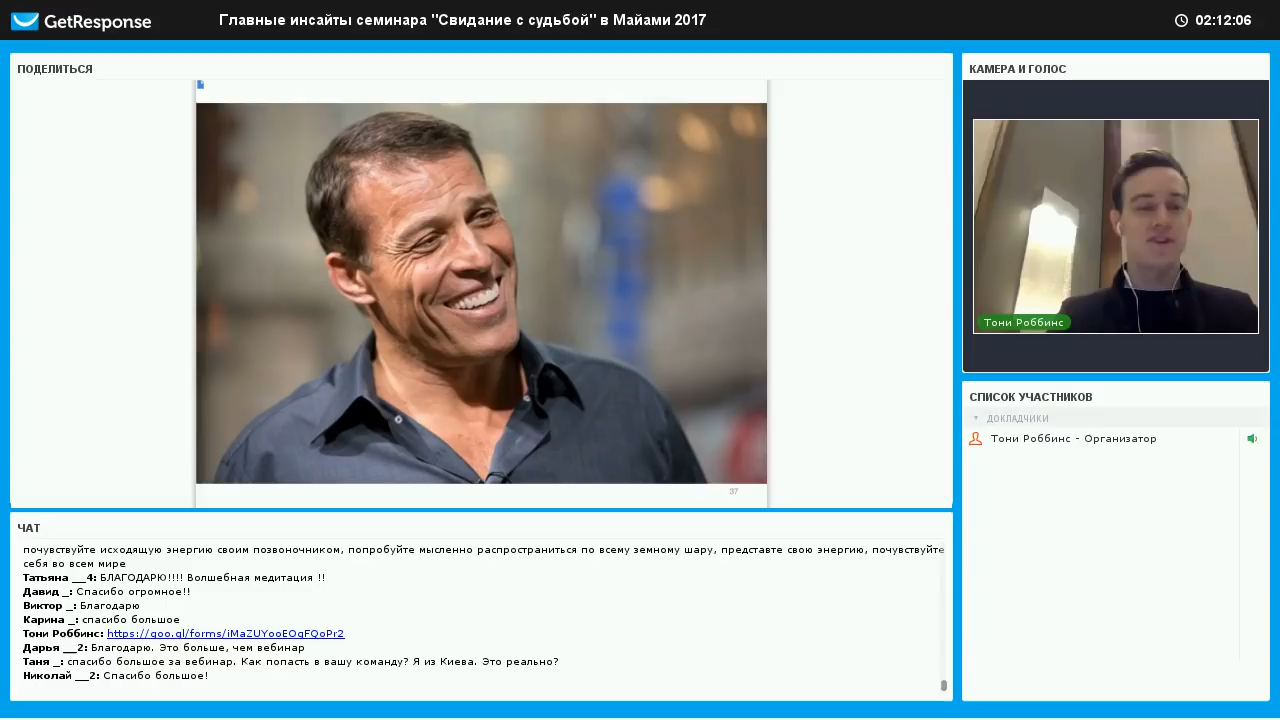 GetResponse
Главные инсайты семинара "Свидание с судьбой" в Майами 2017
02:12:06
ПОДЕЛИТЬСЯ
37
КАМЕРА И ГОЛОС
Тони Роббинс
СПИСОК УЧАСТНИКОВ
ДОКЛАДЧИКИ
Тони Роббинс - Организатор
ЧАТ
почувствуйте исходящую энергию своим позвоночником, попробуйте мысленно распространиться по всему земному шару, представте свою энергию, почувствуйте
себя во всем мире
Татьяна __4: БЛАГОДАРЮ!!!! Волшебная медитация !!
Давид _: Спасибо огромное!!
Виктор _: Благодарю
Карина _: спасибо большое
Тони Роббинс: https://goo.gl/forms/iMaZUYooEOqFQoPr2
Дарья __2: Благодарю. Это больше, чем вебинар
Таня _: спасибо большое за вебинар. Как попасть в вашу команду? Я из Киева. Это реально?
Николай __2: Спасибо большое!